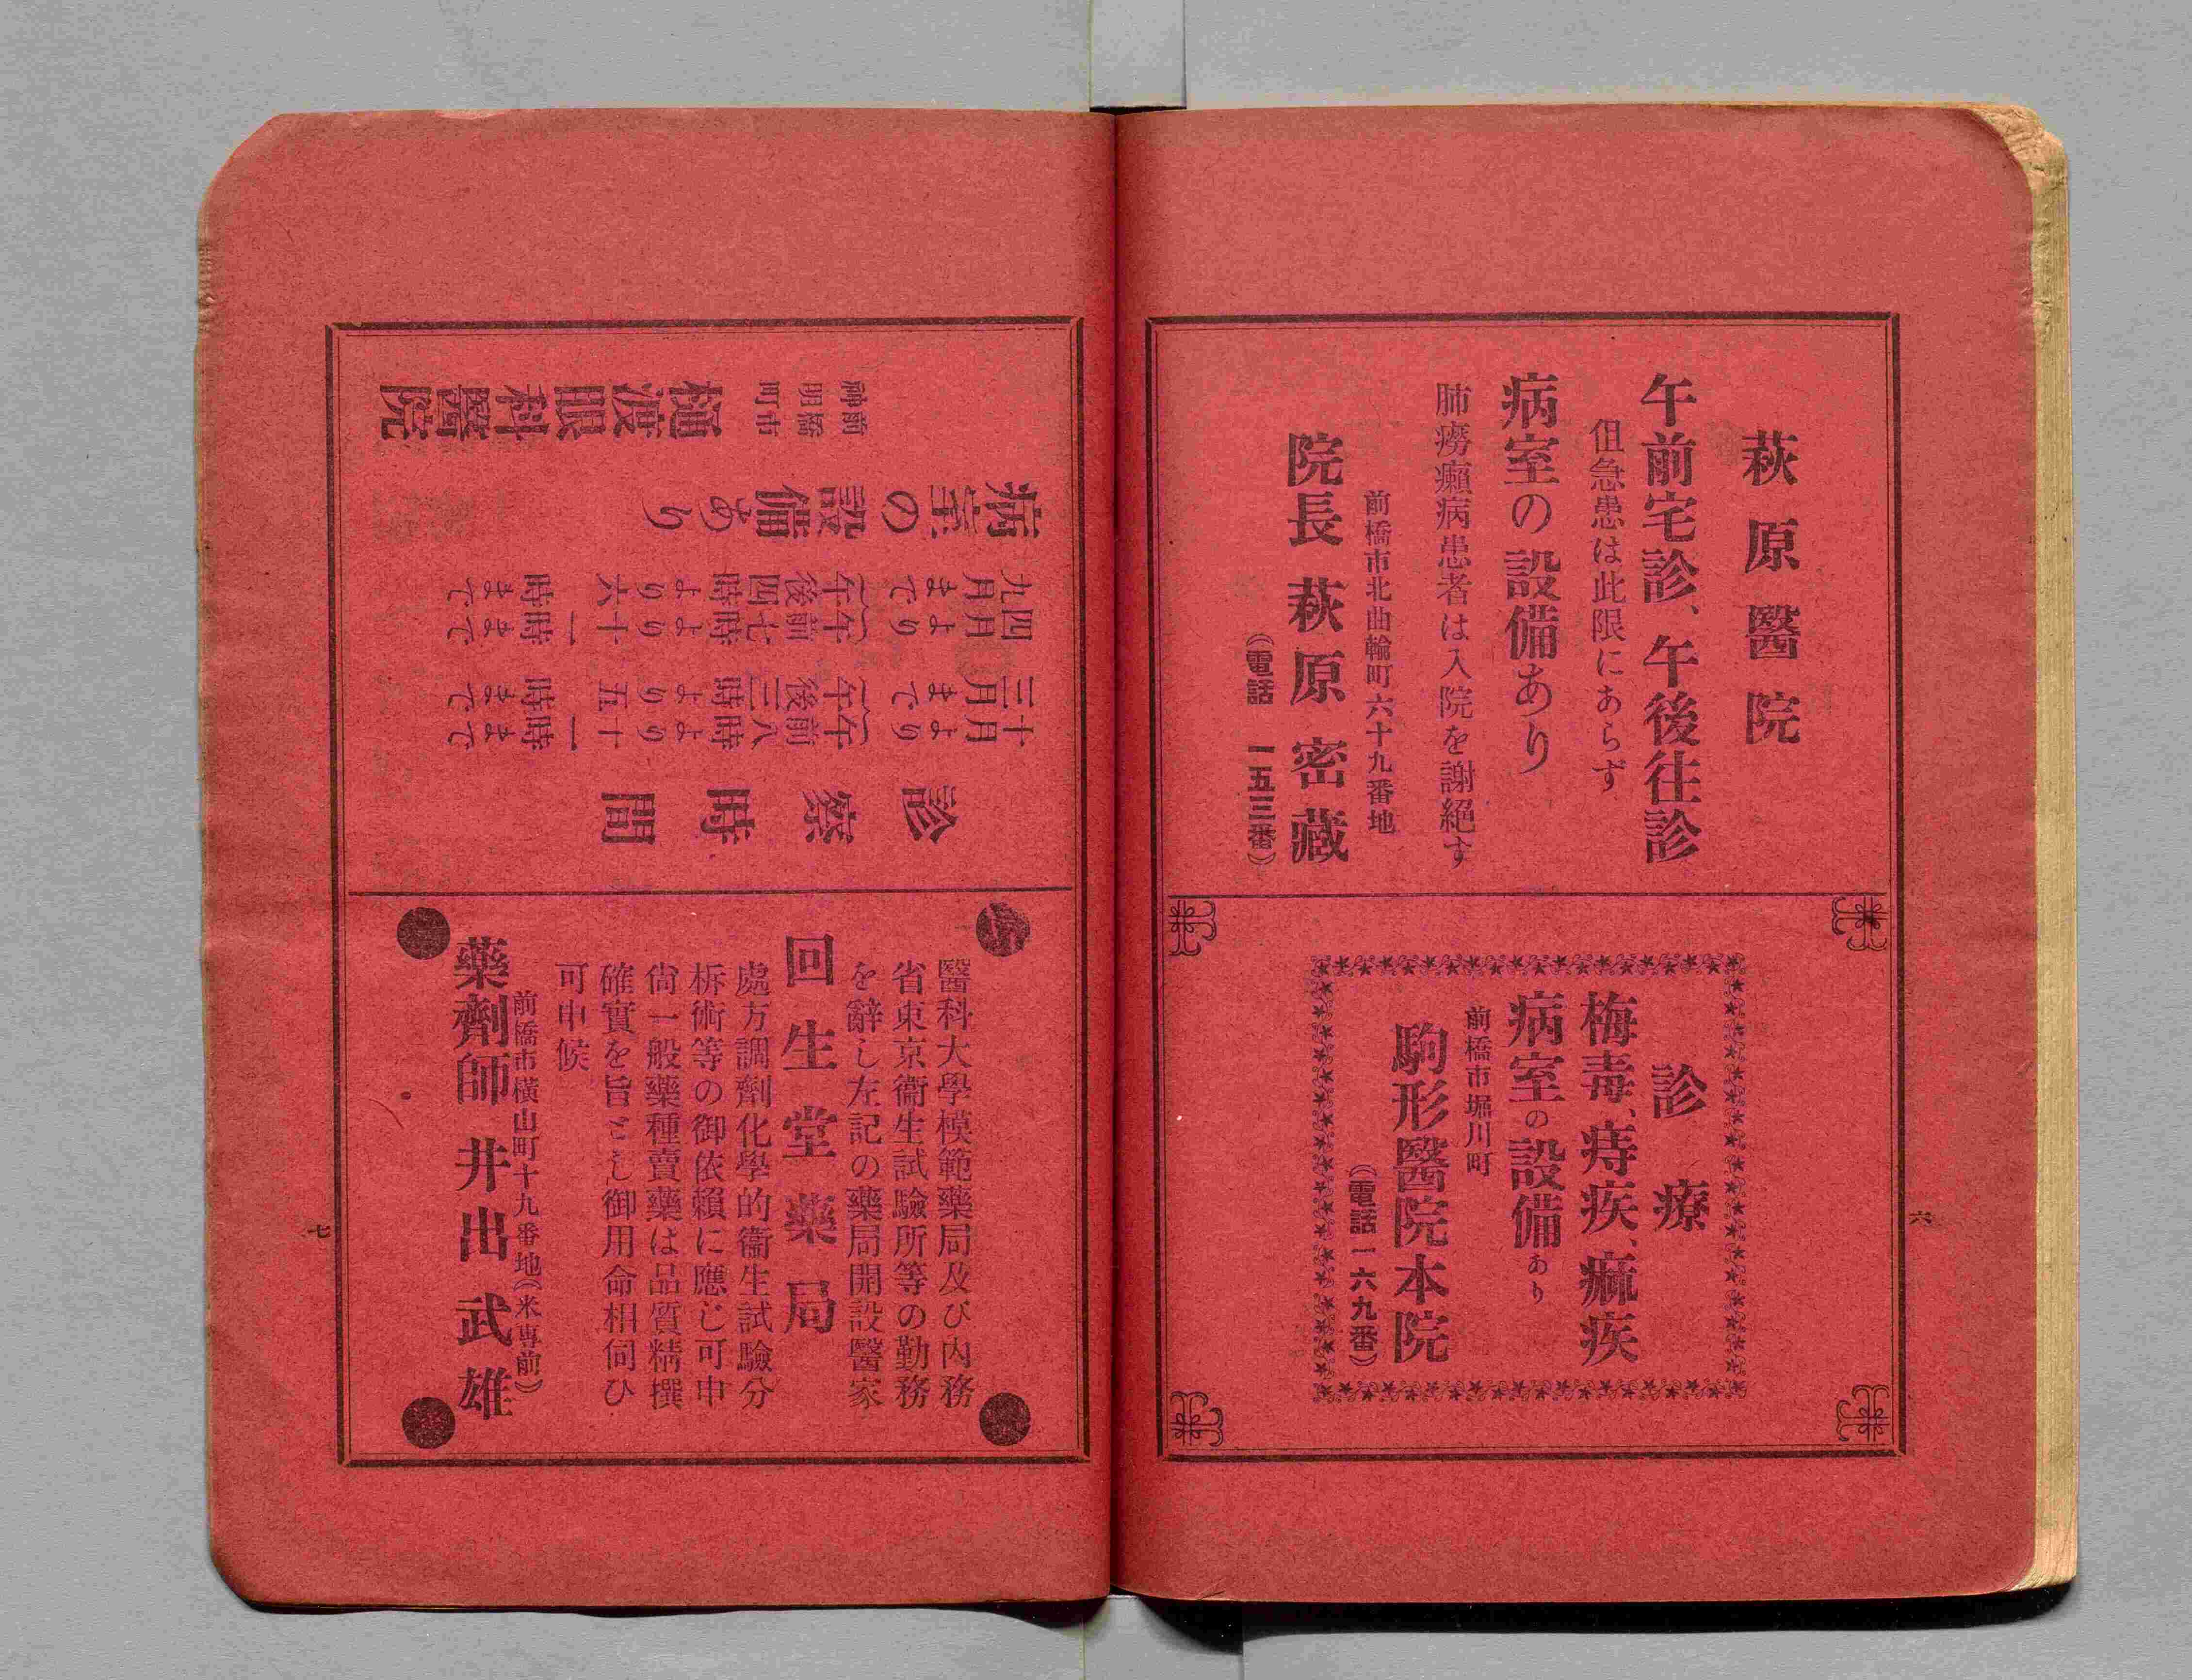 六
萩原醫院
午前宅診、午後往診
但急患は此限にあらず
病室の設備あり
肺癆癩病患者は入院を謝絶す
前橋市北曲輪町六十九番地
院長 萩原密藏
(電話 一五三番)
診療
梅毒、痔疾、痲疾
病室の設備あり
前橋市堀川町
駒形醫院本院
(電話一六九番)
診察時間
十月より
三月まで
午前八時より十一時まで
午後三時より五時まで
四月より
九月まで
午前七時より十一時まで
午後四時より六時まで
病室の設備あり
前橋市
神明町
樋渡眼科醫院
醫科大學模範藥局及び內務
省東京衞生試驗所等の勤務
を辭し左記の藥局開設醫家
回生堂藥局
處方調劑化學的衞生試驗分
析術等の御依賴に應じ可申
尙一般藥種賣藥は品質精撰
確實を旨とし御用命相伺ひ
可申候
前橋市橫山町十九番地(米專前)
藥劑師 井出武雄
七